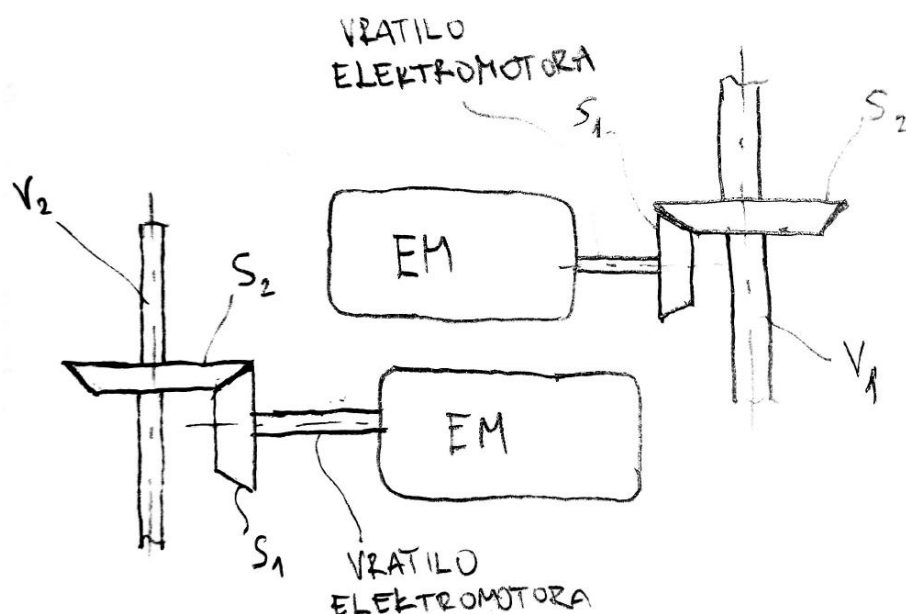 VRATILO
ELEKTROMOTORA
S₁
S₂
V₂
EM
S₂
V₁
EM
S₁
VRATILO
ELEKTROMOTORA